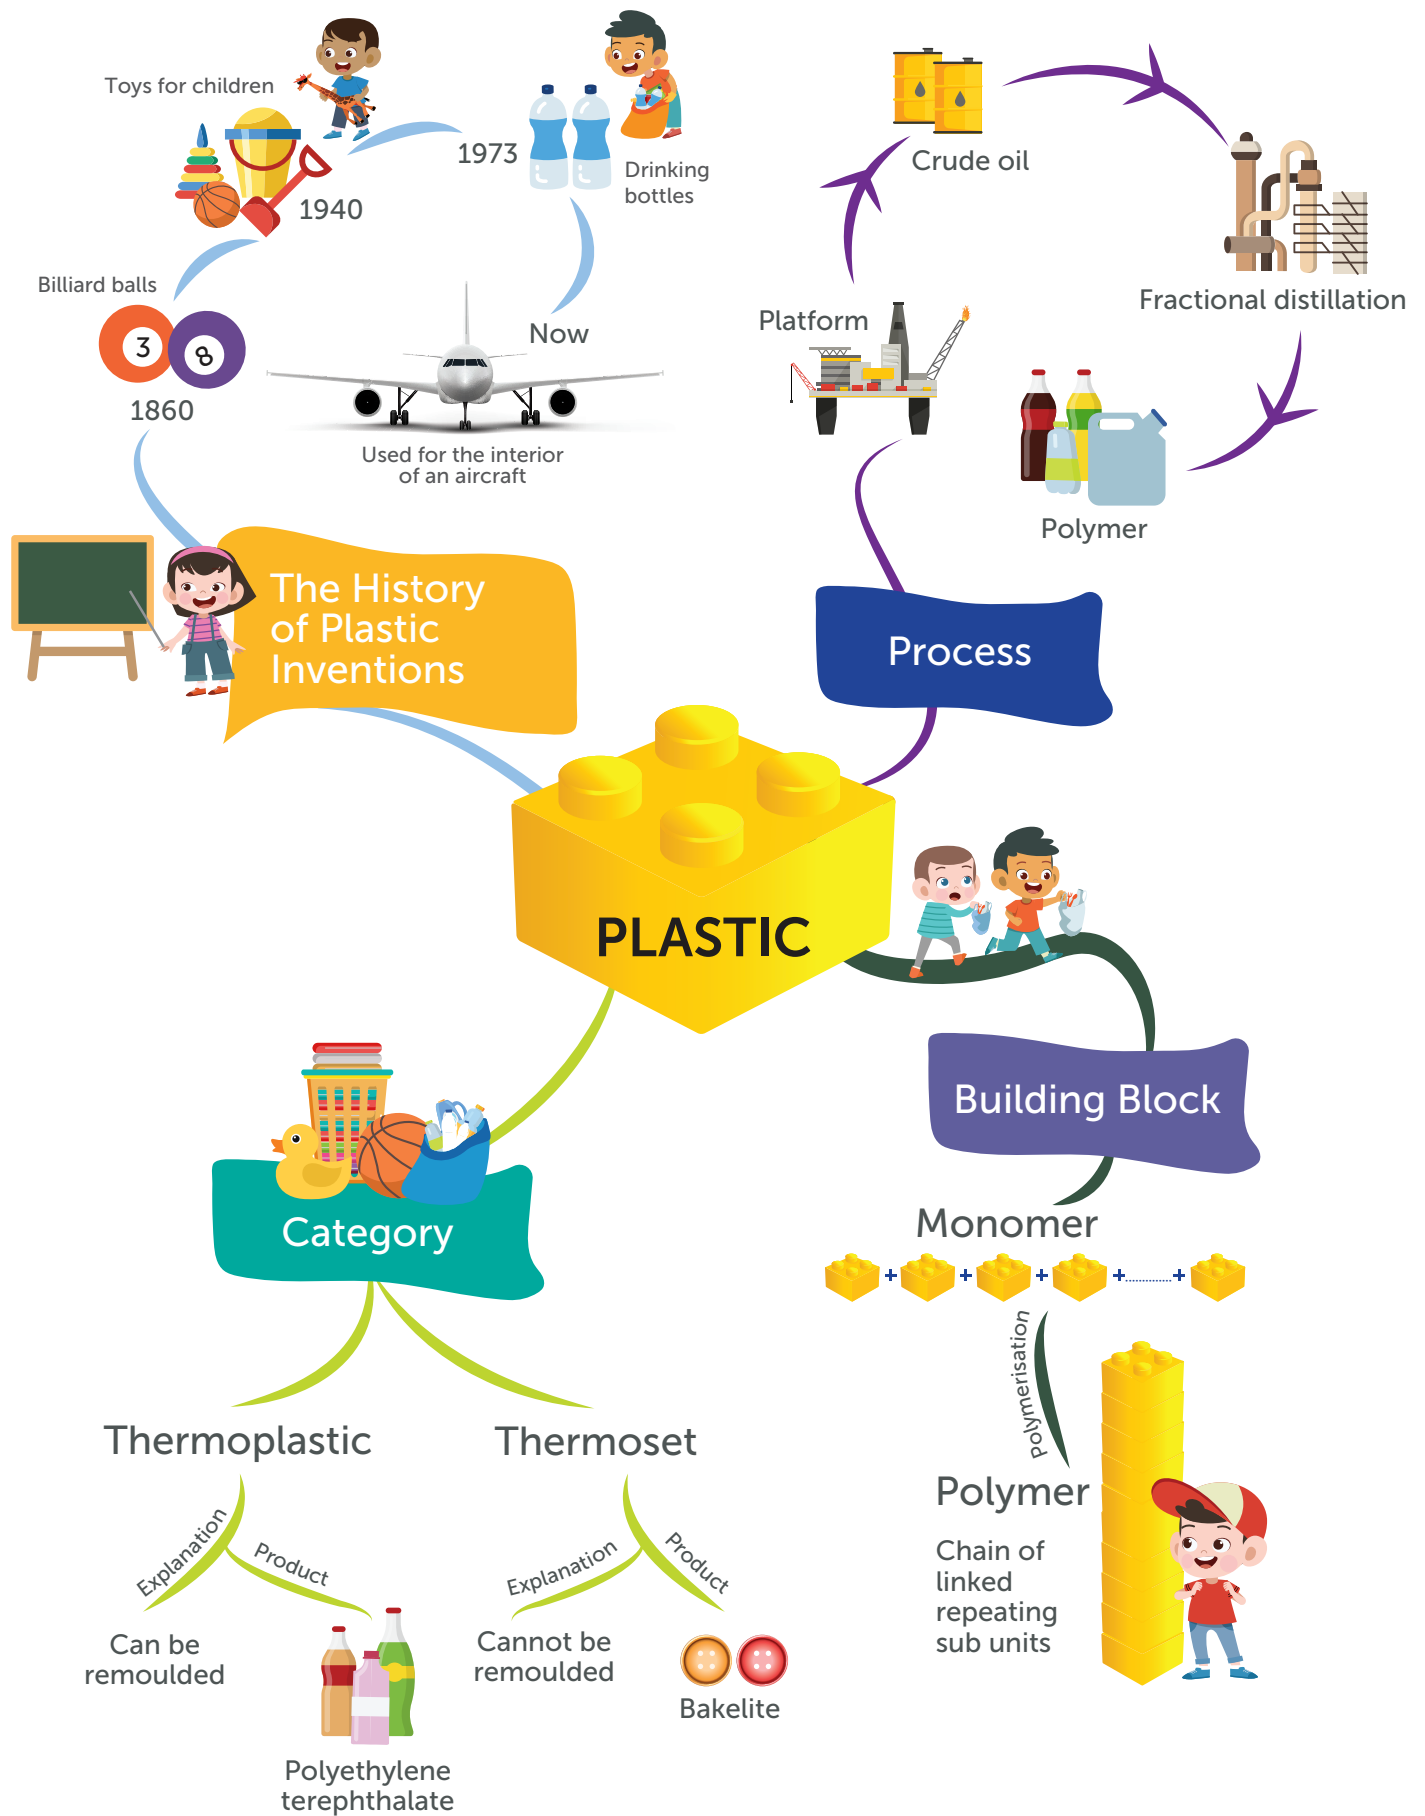 Toys for children
1940
1973
Drinking
bottles
Billiard balls
3
8
1860
Now
Used for the interior
of an aircraft
The History
of Plastic
Inventions
Crude oil
Fractional distillation
Platform
Polymer
Process
PLASTIC
Building Block
Monomer
+ + + + ............ +
Polymerisation
Polymer
Chain of
linked
repeating
sub units
Category
Thermoplastic
Explanation
Product
Can be
remoulded
Polyethylene
terephthalate
Thermoset
Explanation
Product
Cannot be
remoulded
Bakelite